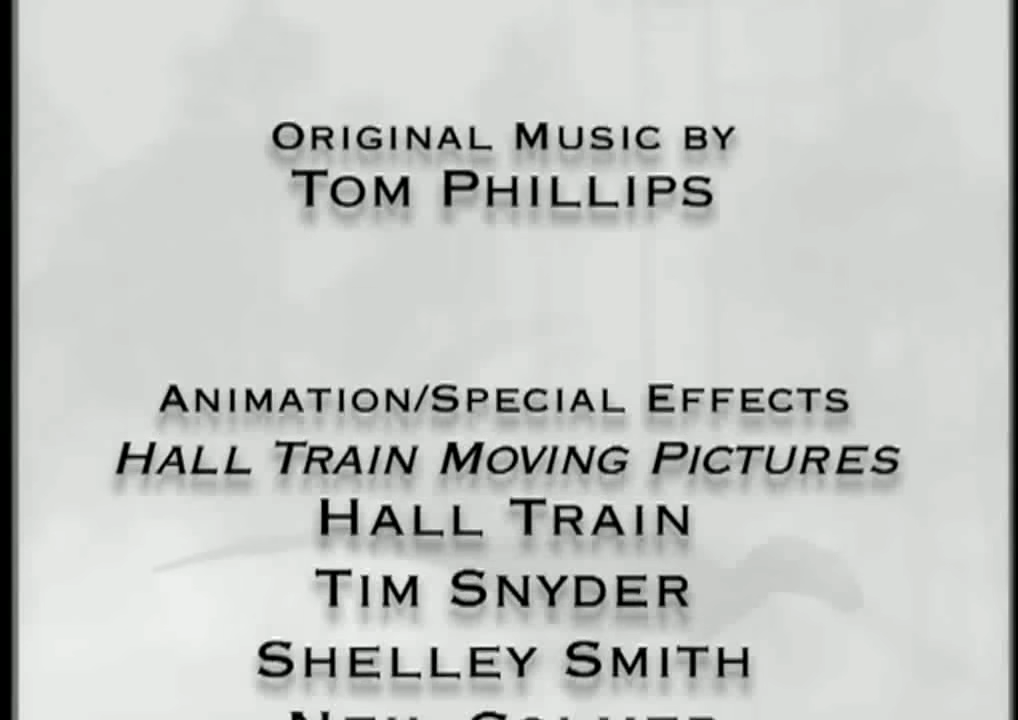 Original Music by
Tom Phillips
Animation/Special Effects
Hall Train Moving Pictures
Hall Train
Tim Snyder
Shelley Smith